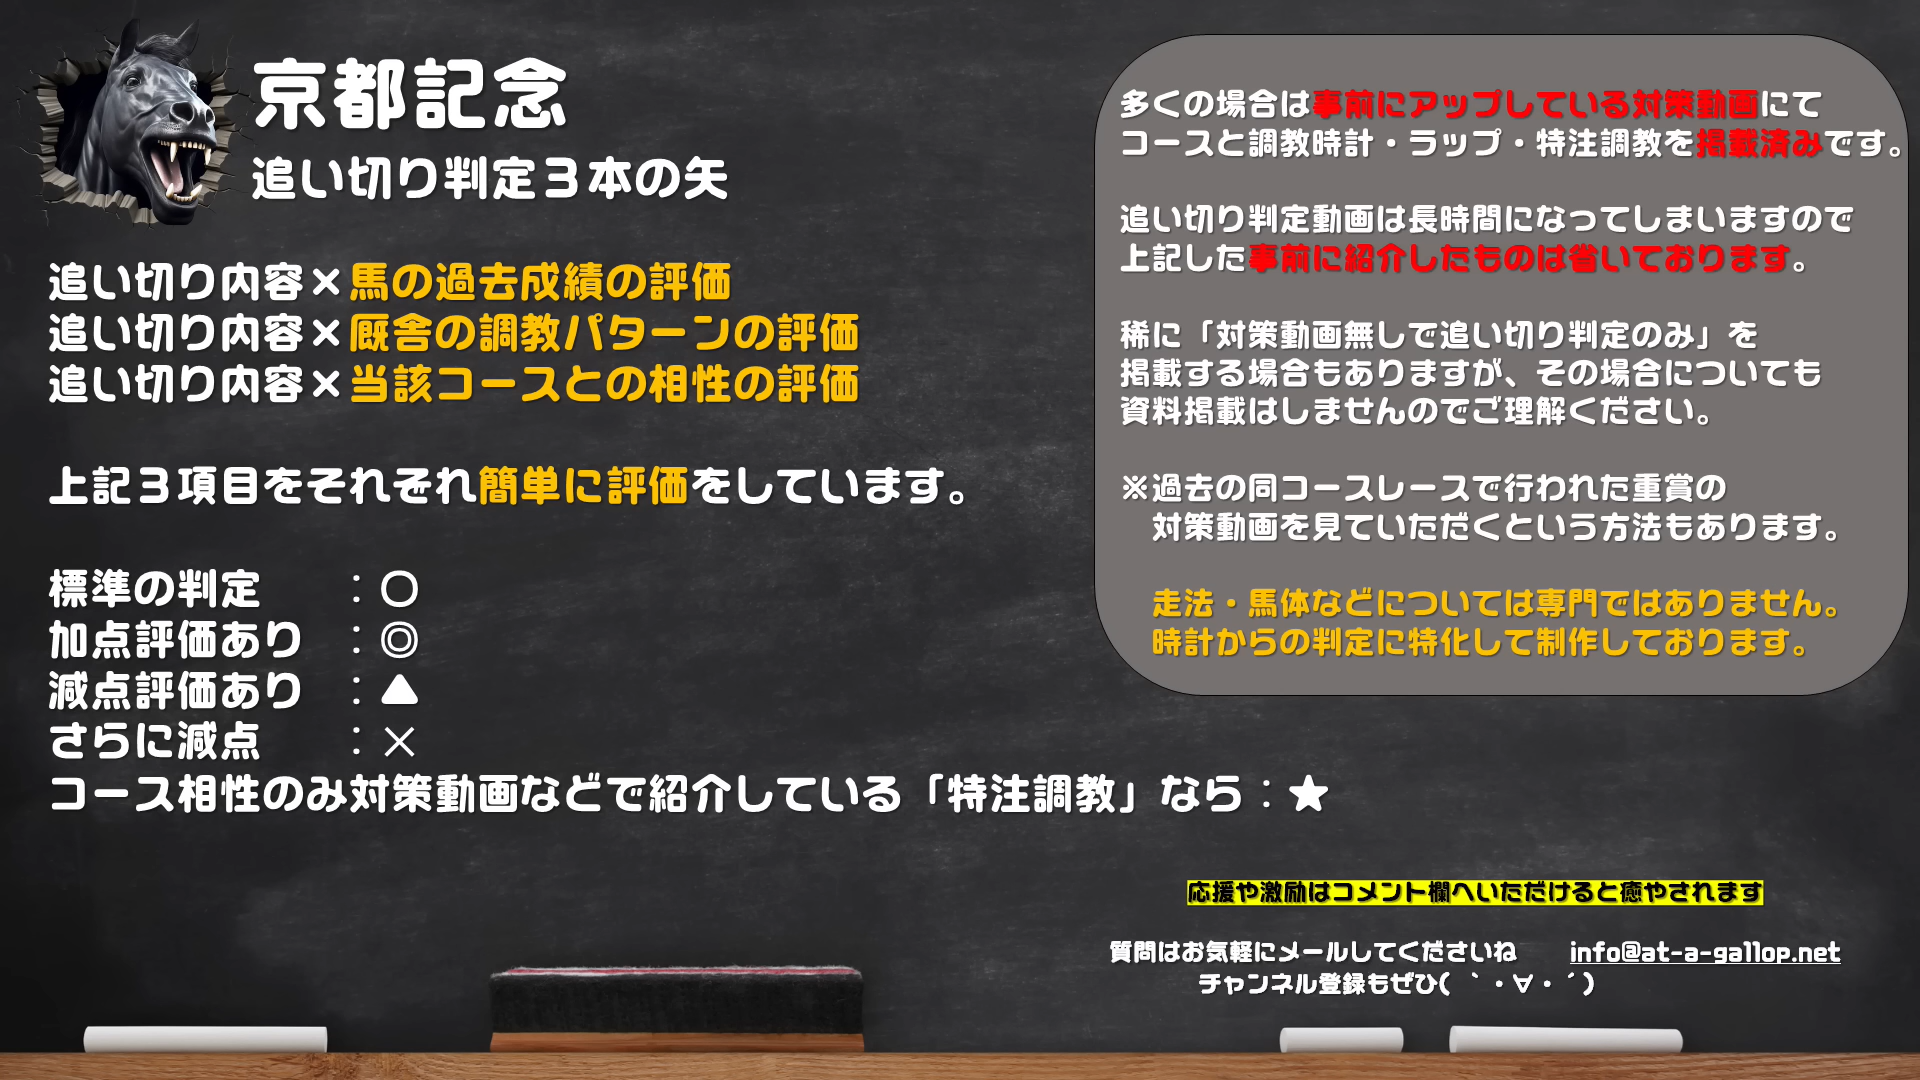 京都記念
追い切り判定３本の矢
追い切り内容×馬の過去成績の評価
追い切り内容×厩舎の調教パターンの評価
追い切り内容×当該コースとの相性の評価
上記３項目をそれぞれ簡単に評価をしています。
標準の判定　　：〇
加点評価あり　：◎
減点評価あり　：▲
さらに減点　　：×
コース相性のみ対策動画などで紹介している「特注調教」なら：★
多くの場合は事前にアップしている対策動画にて
コースと調教時計・ラップ・特注調教を掲載済みです。
追い切り判定動画は長時間になってしまいますので
上記した事前に紹介したものは省いております。
稀に「対策動画無しで追い切り判定のみ」を
掲載する場合もありますが、その場合についても
資料掲載はしませんのでご理解ください。
※過去の同コースレースで行われた重賞の
対策動画を見ていただくという方法もあります。
走法・馬体などについては専門ではありません。
時計からの判定に特化して制作しております。
応援や激励はコメント欄へいただけると癒やされます
質問はお気軽にメールしてくださいね　　info@at-a-gallop.net
チャンネル登録もぜひ(　｀・∀・´)